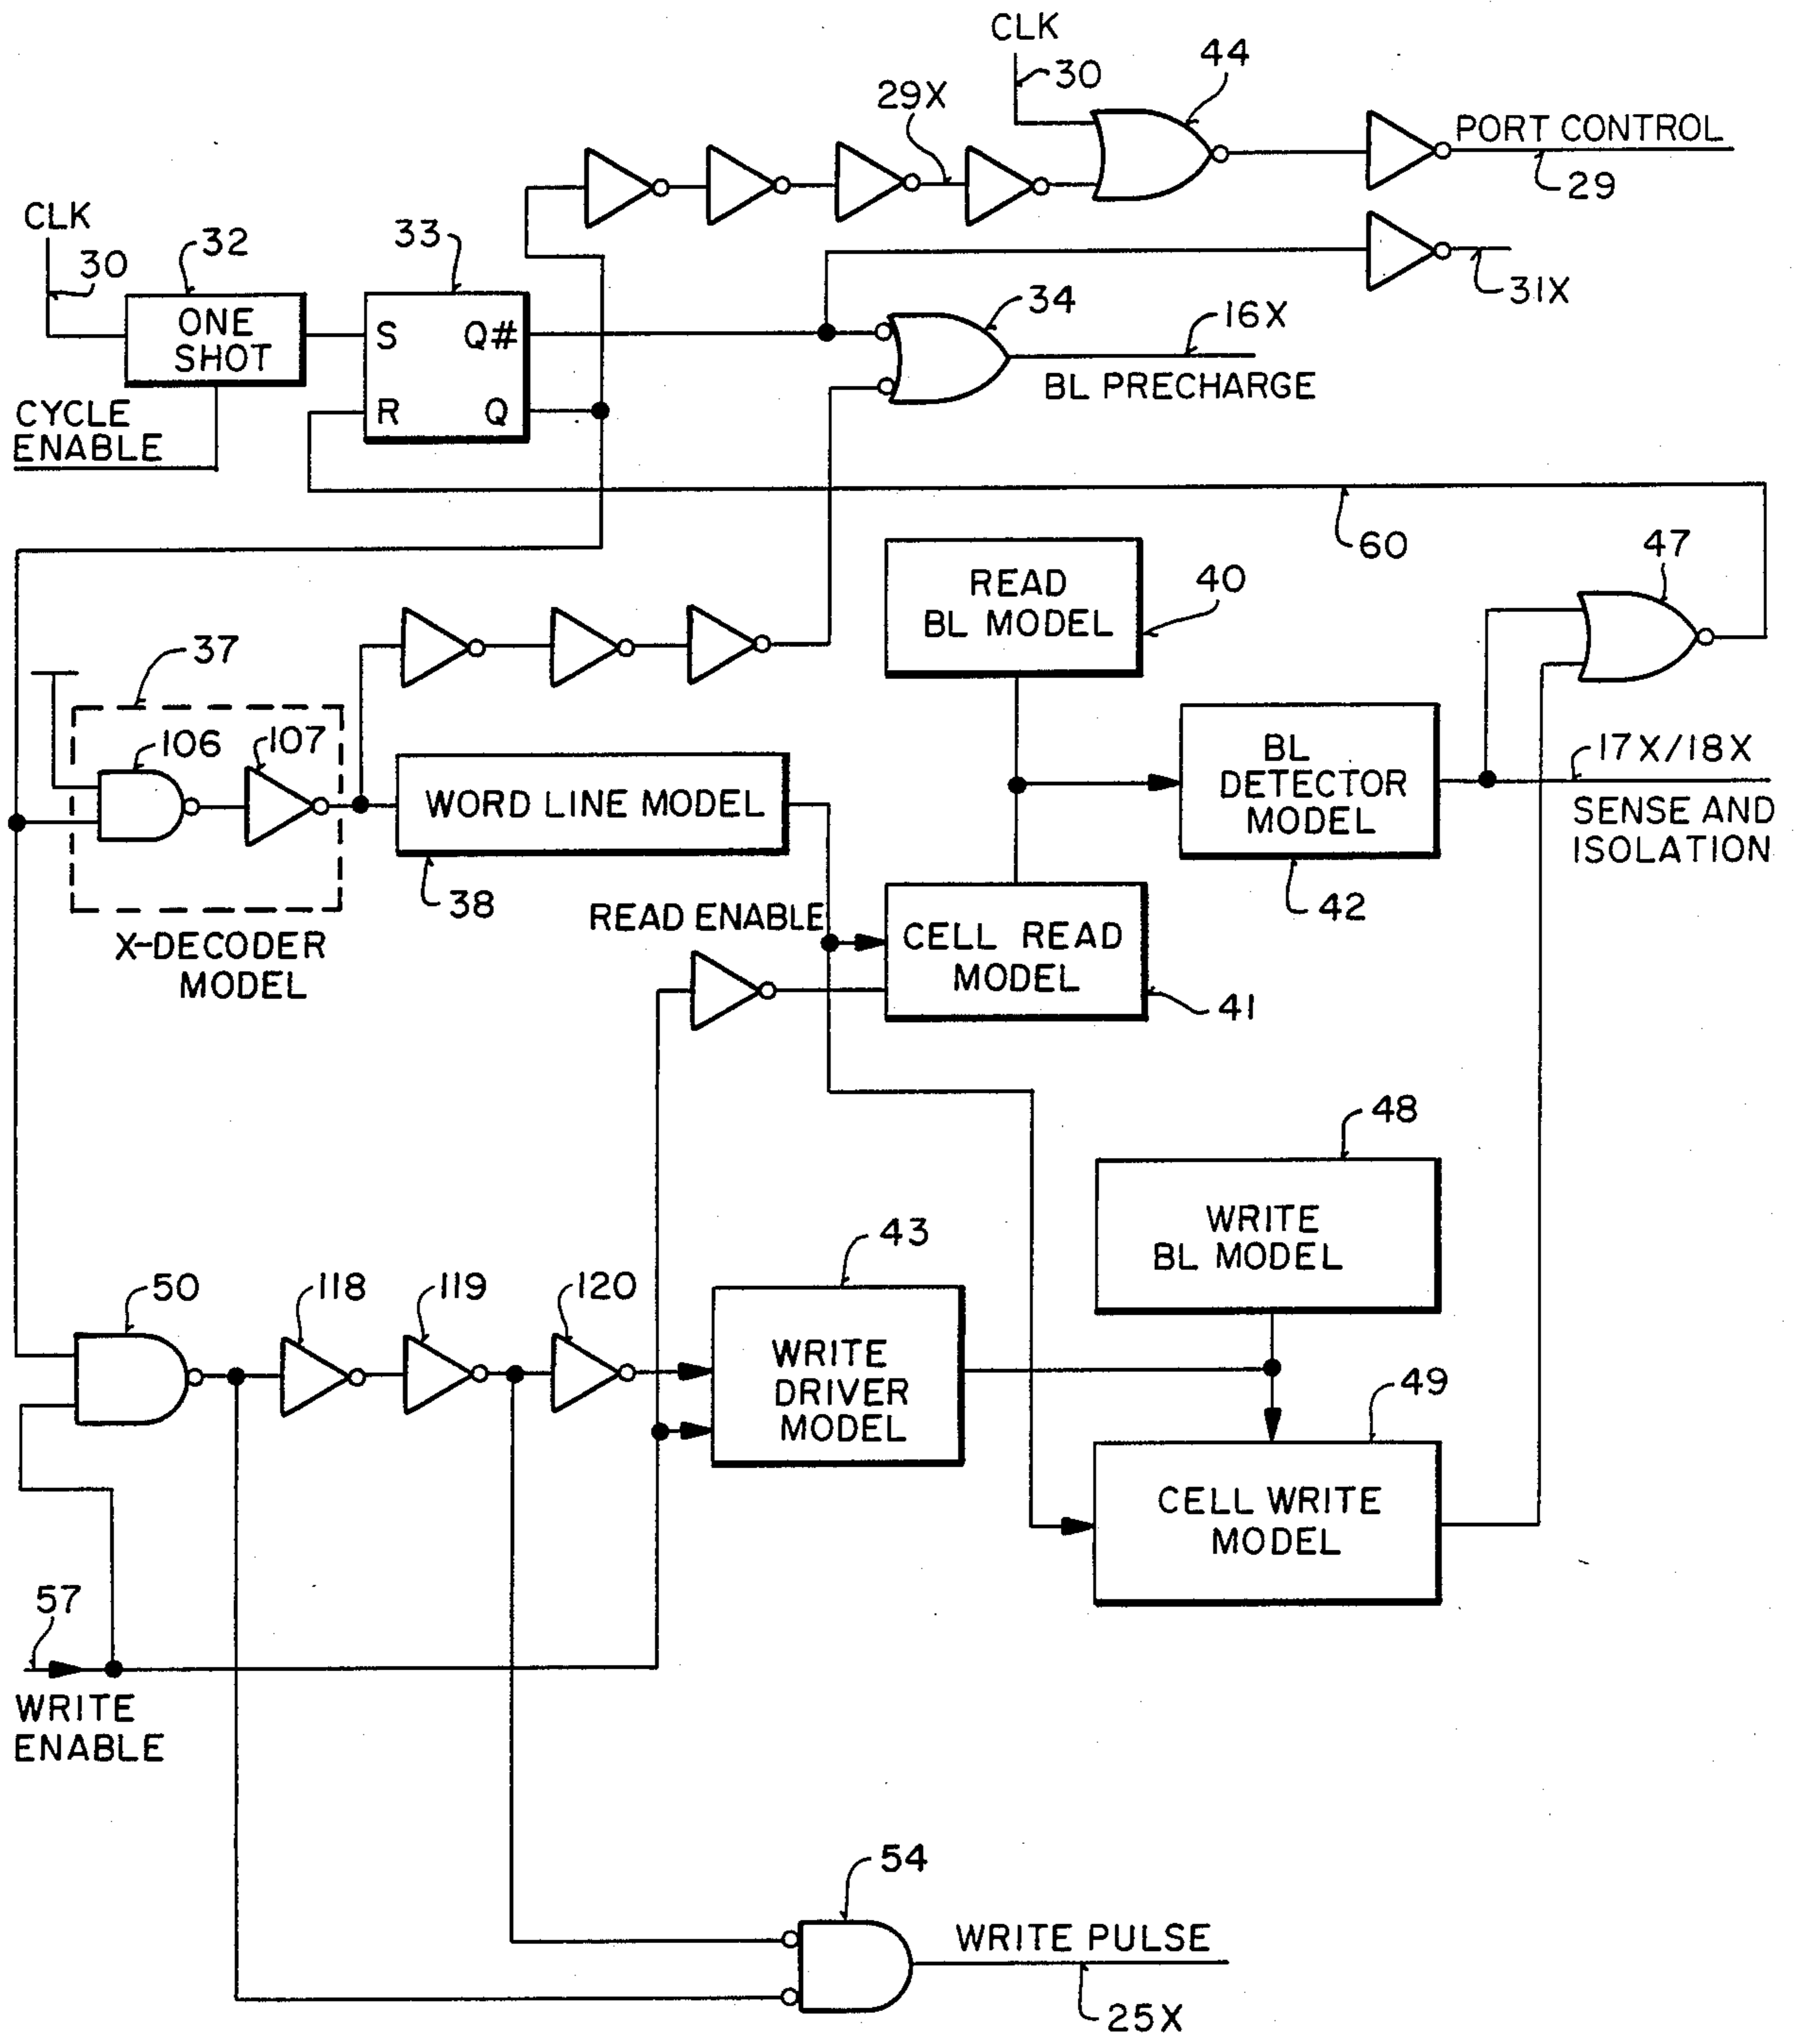 CLK
30
44
29X
PORT CONTROL
29
CLK
30
32
33
ONE
SHOT
S
Q#
R
Q
34
31X
16X
BL PRECHARGE
CYCLE
ENABLE
60
47
READ
BL MODEL
40
37
106
107
WORD LINE MODEL
38
BL
DETECTOR
MODEL
42
17X/18X
SENSE AND
ISOLATION
READ ENABLE
CELL READ
MODEL
41
X-DECODER
MODEL
48
WRITE
BL MODEL
43
50
118
119
120
WRITE
DRIVER
MODEL
49
CELL WRITE
MODEL
57
WRITE
ENABLE
54
WRITE PULSE
25X